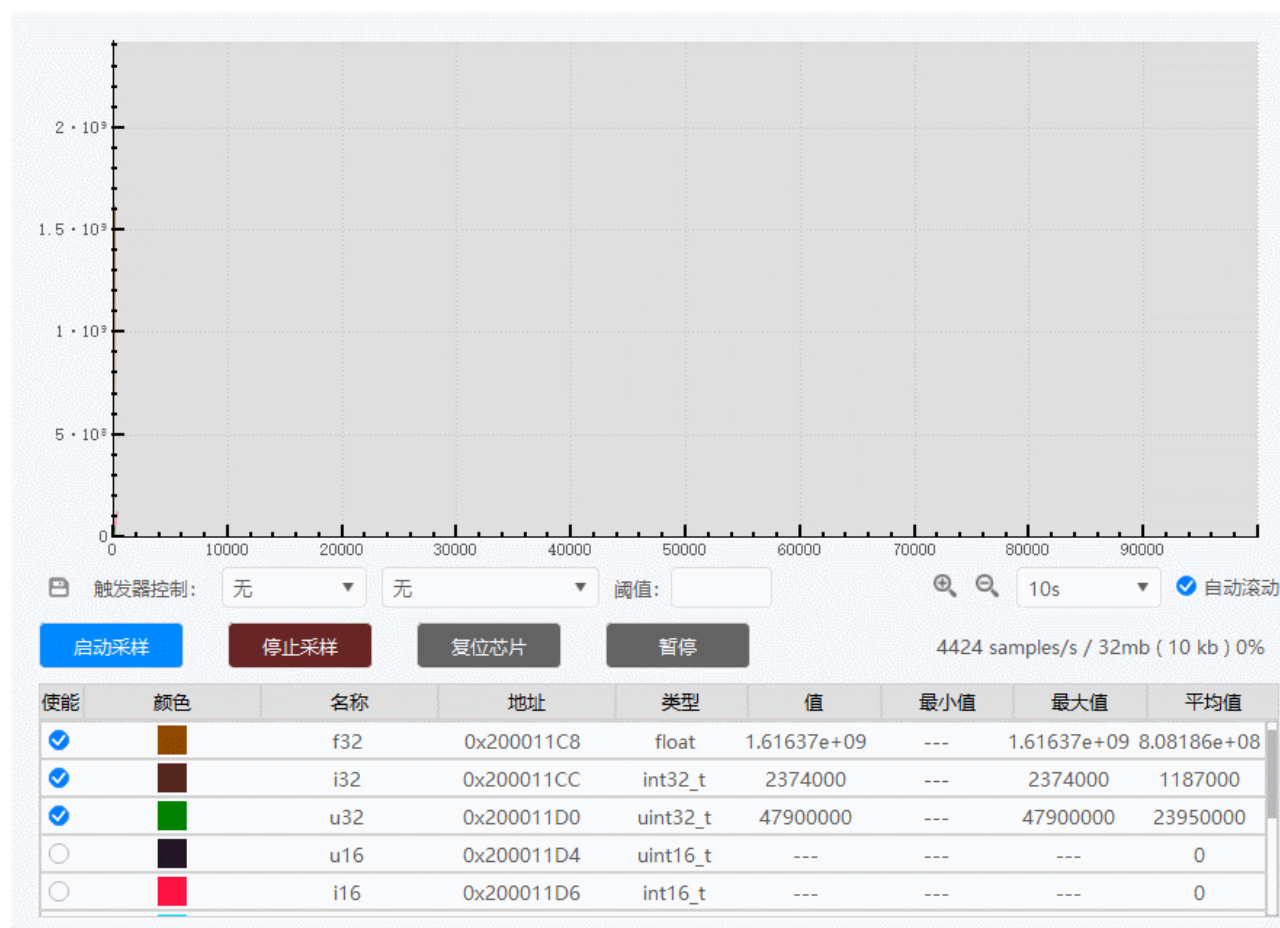 2·10⁹
1.5·10⁹
1·10⁹
5·10⁸
0
0 10000 20000 30000 40000 50000 60000 70000 80000 90000
触发器控制: 无 无 阈值: 10s 自动滚动
启动采样 停止采样 复位芯片 暂停 4424 samples/s / 32mb ( 10 kb ) 0%
使能 颜色 名称 地址 类型 值 最小值 最大值 平均值
f32 0x200011C8 float 1.61637e+09 --- 1.61637e+09 8.08186e+08
i32 0x200011CC int32_t 2374000 --- 2374000 1187000
u32 0x200011D0 uint32_t 47900000 --- 47900000 23950000
u16 0x200011D4 uint16_t --- --- --- 0
i16 0x200011D6 int16_t --- --- --- 0